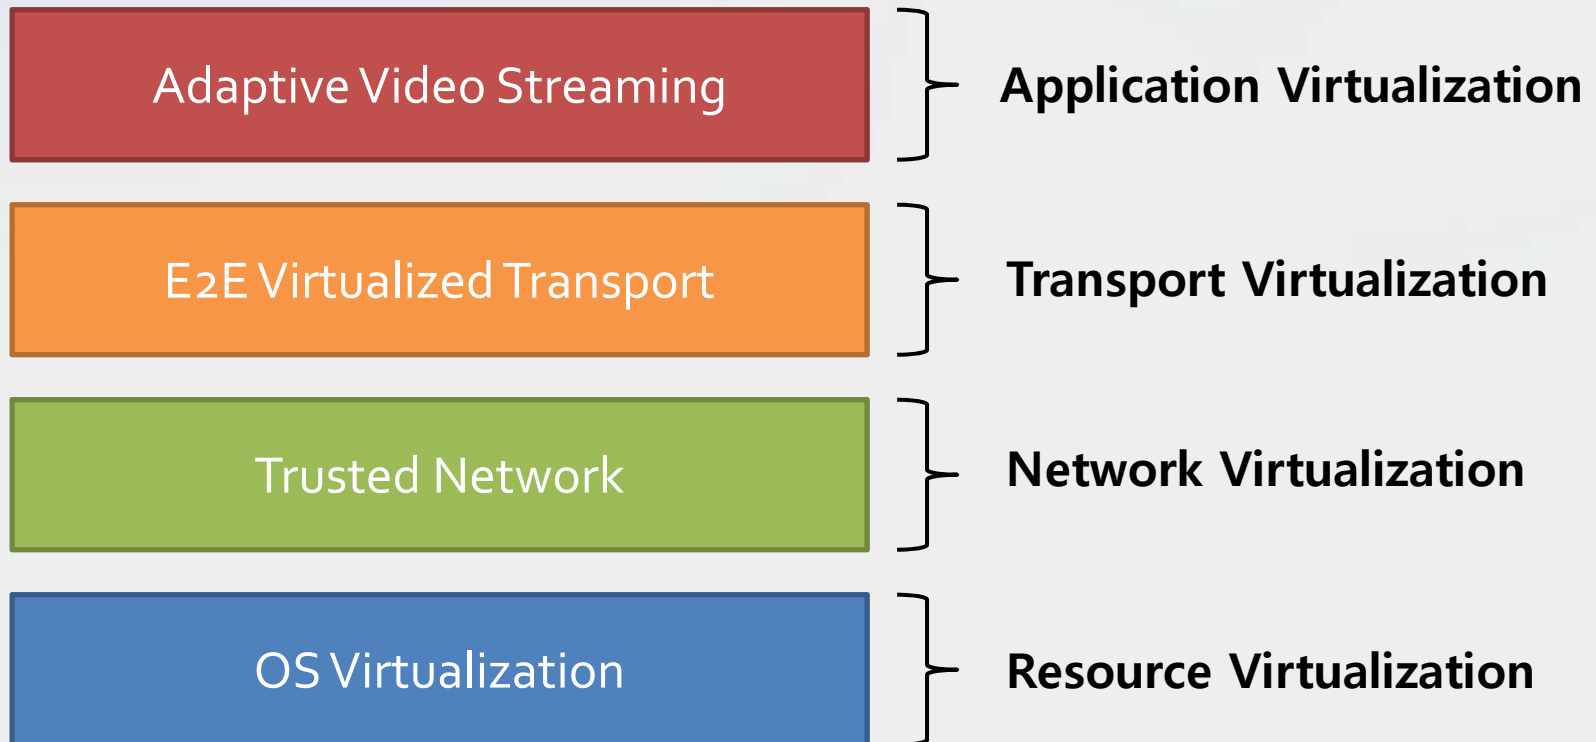 Adaptive Video Streaming
Application Virtualization
E2E Virtualized Transport
Transport Virtualization
Trusted Network
Network Virtualization
OS Virtualization
Resource Virtualization